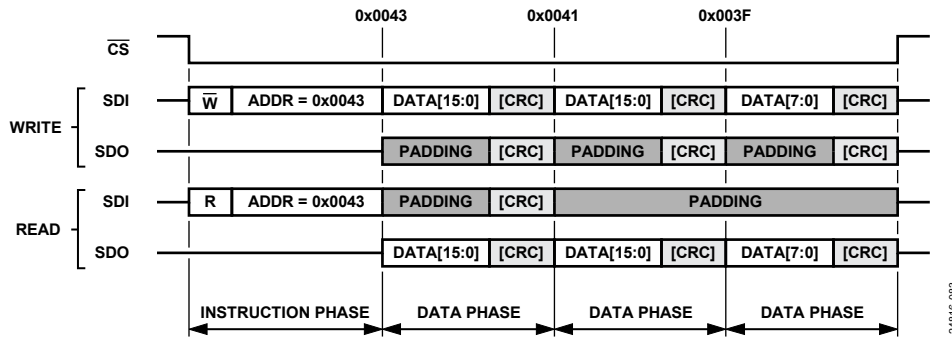 0x0043 0x0041 0x003F
CS
WRITE
SDI W ADDR = 0x0043 DATA[15:0] [CRC] DATA[15:0] [CRC] DATA[7:0] [CRC]
SDO PADDING [CRC] PADDING [CRC] PADDING [CRC]
READ
SDI R ADDR = 0x0043 PADDING [CRC] PADDING
SDO DATA[15:0] [CRC] DATA[15:0] [CRC] DATA[7:0] [CRC]
INSTRUCTION PHASE DATA PHASE DATA PHASE DATA PHASE